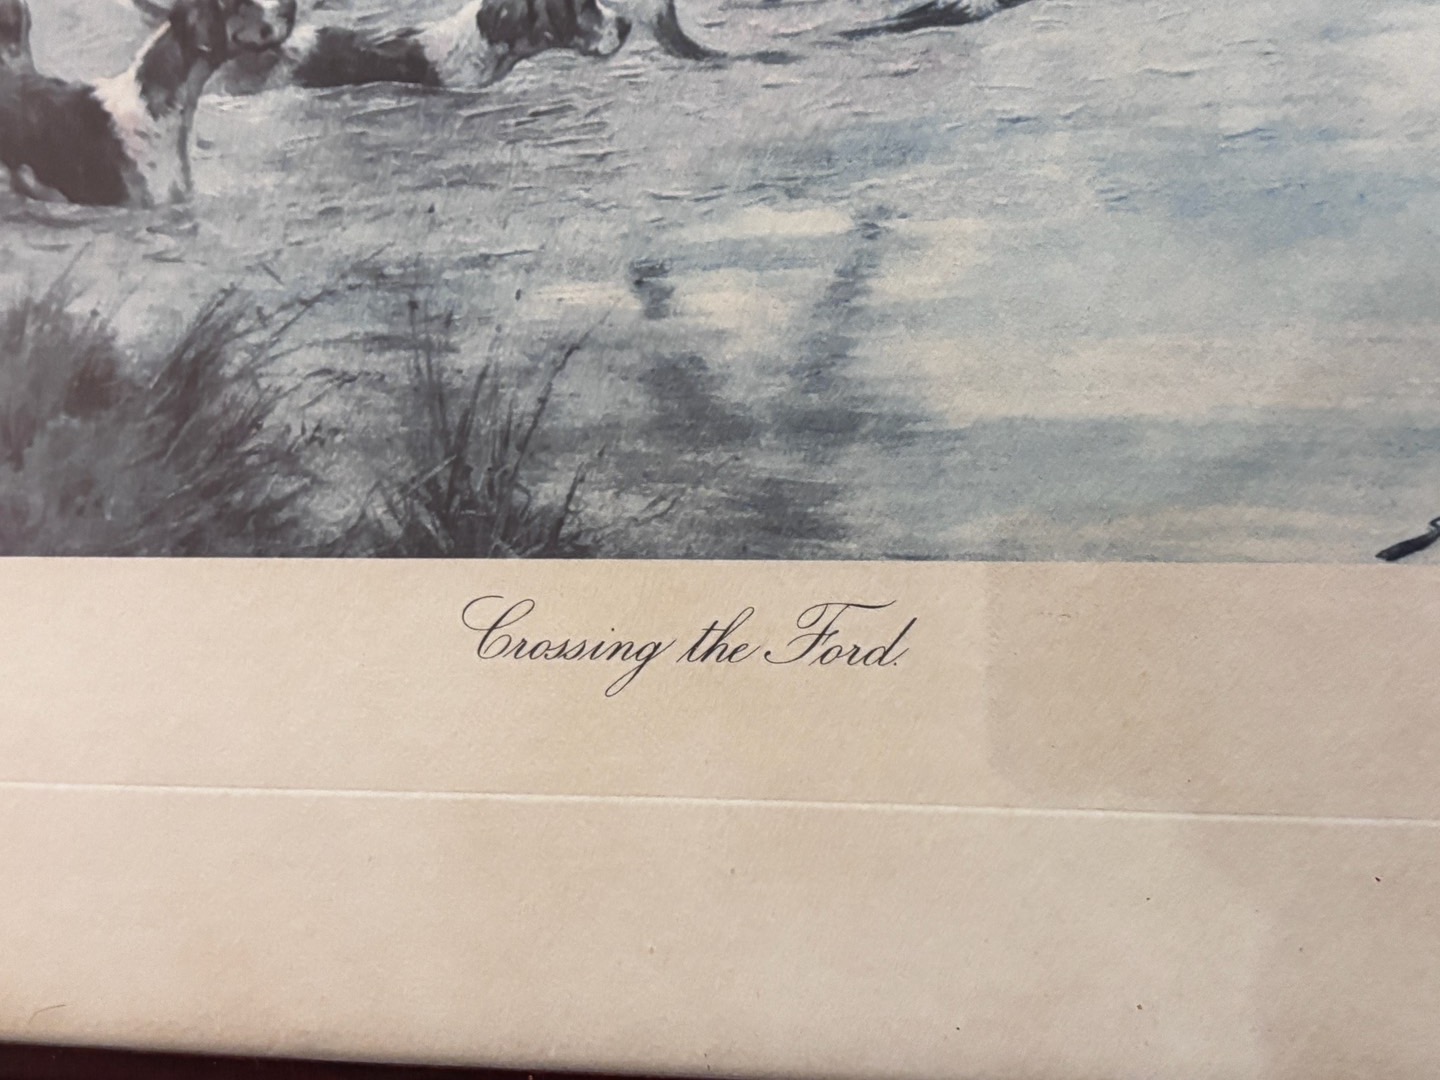 Crossing the Ford.